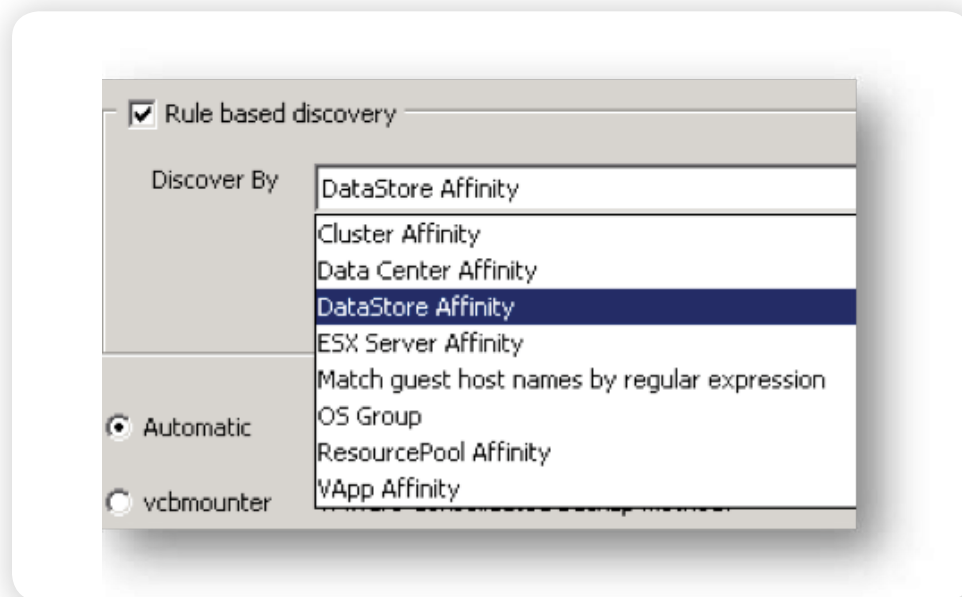 Rule based discovery
Discover By
DataStore Affinity
Cluster Affinity
Data Center Affinity
DataStore Affinity
ESX Server Affinity
Match guest host names by regular expression
OS Group
ResourcePool Affinity
VApp Affinity
Automatic
vcbmounter